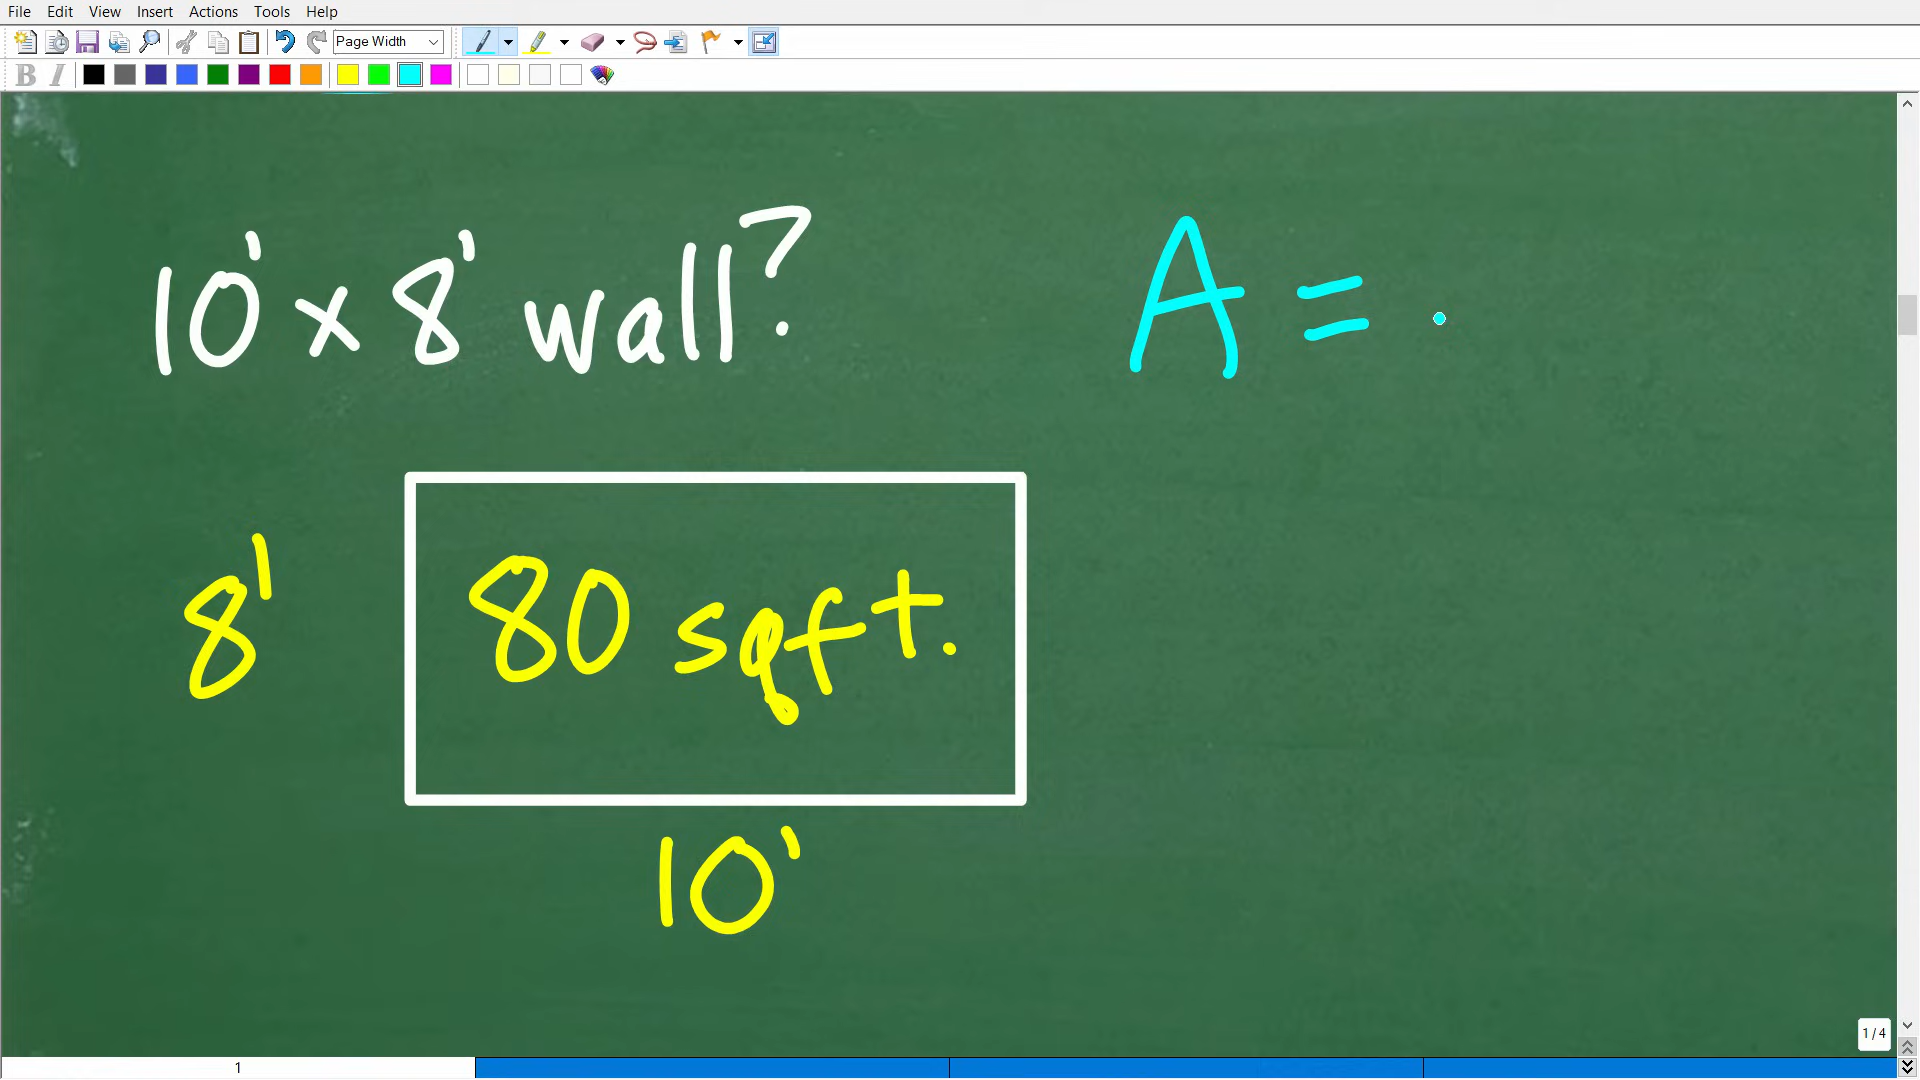 File Edit View Insert Actions Tools Help
Page Width
B I
10' x 8' wall?
A =
8'
80 sqft.
10'
1 / 4
1